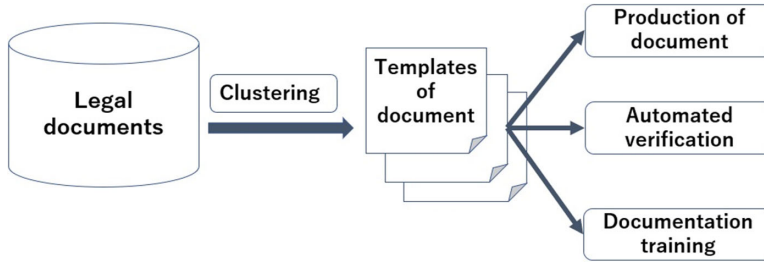 Legal
documents
Clustering
Templates
of
document
Production of
document
Automated
verification
Documentation
training